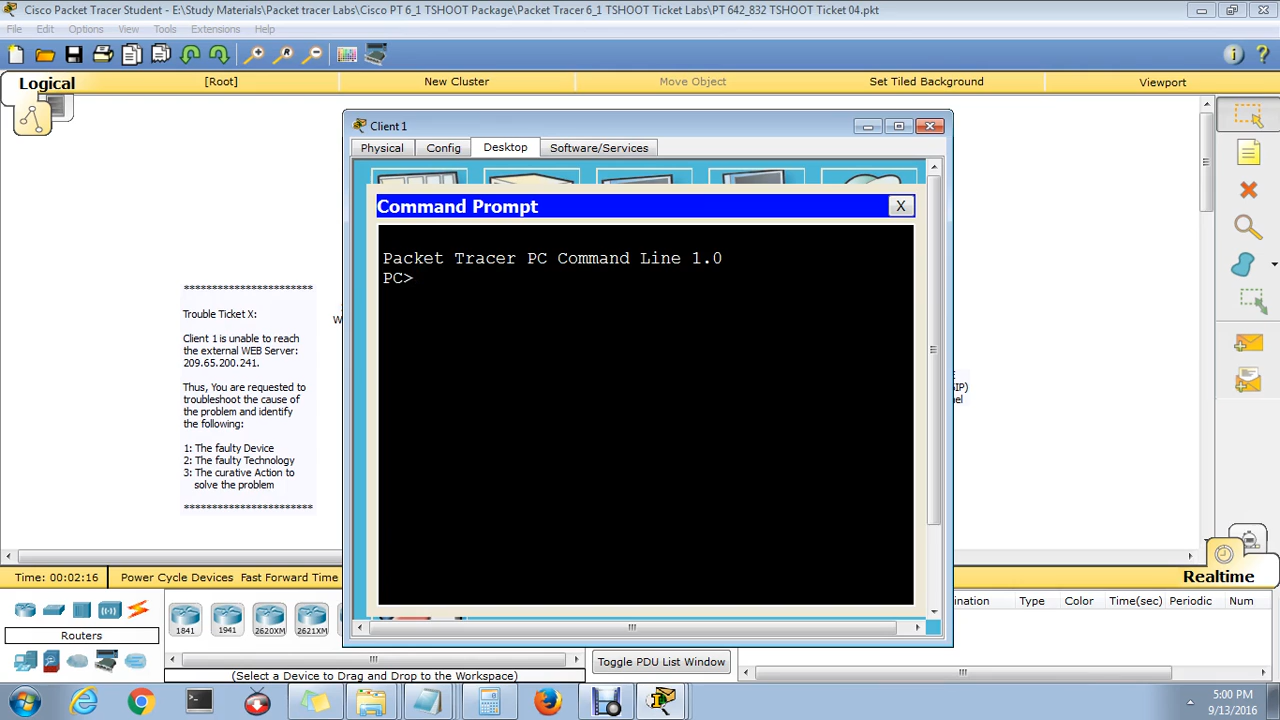 Cisco Packet Tracer Student - E:\Study Materials\Packet tracer Labs\Cisco PT 6_1 TSHOOT Package\Packet Tracer 6_1 TSHOOT Ticket Labs\PT 642_832 TSHOOT Ticket 04.pkt
File Edit Options View Tools Extensions Help
Logical [Root] New Cluster Move Object Set Tiled Background Viewport
Client 1
Physical Config Desktop Software/Services
Command Prompt X
Packet Tracer PC Command Line 1.0
PC>
***********************
Trouble Ticket X:
Client 1 is unable to reach
the external WEB Server:
209.65.200.241.
Thus, You are requested to
troubleshoot the cause of
the problem and identify
the following:
1: The faulty Device
2: The faulty Technology
3: The curative Action to
solve the problem
***********************
W
IP)
nel
Time: 00:02:16 Power Cycle Devices Fast Forward Time Realtime
Routers
1841 1941 2620XM 2621XM
(Select a Device to Drag and Drop to the Workspace)
Toggle PDU List Window
ination Type Color Time(sec) Periodic Num
5:00 PM
9/13/2016